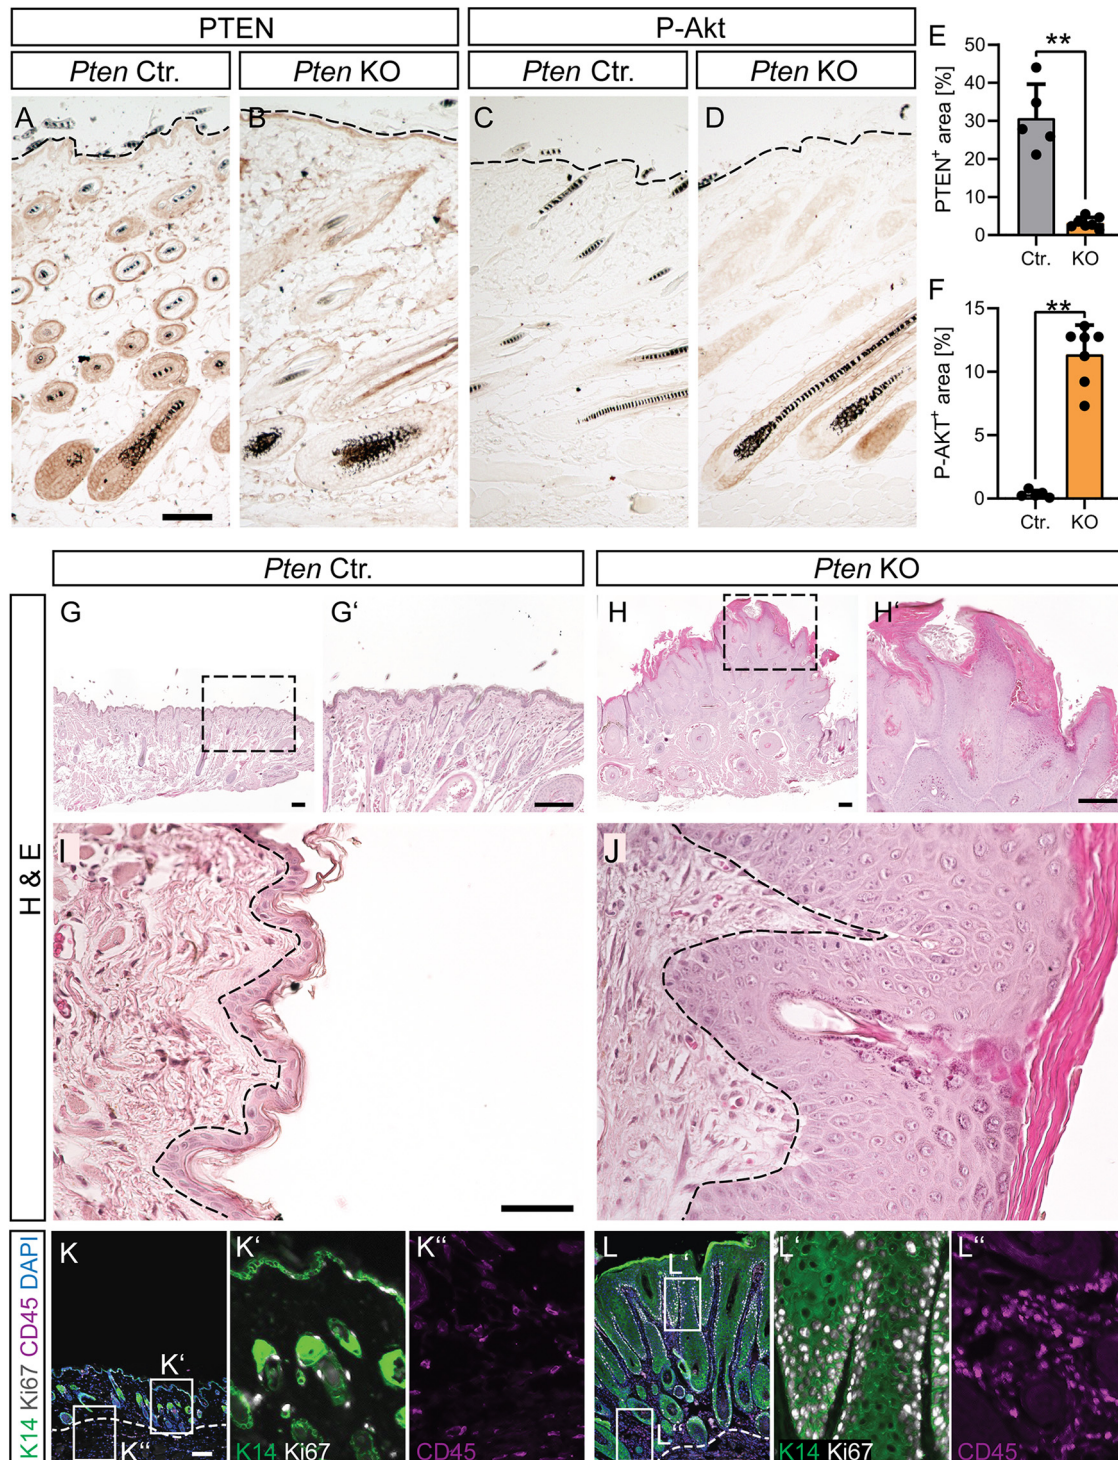 PTEN
P-Akt
Pten Ctr.
Pten KO
Pten Ctr.
Pten KO
A
B
C
D
E
PTEN⁺ area [%]
50
40
30
20
10
0
**
Ctr.
KO
F
P-AKT⁺ area [%]
15
10
5
0
**
Ctr.
KO
Pten Ctr.
Pten KO
H & E
G
G‘
H
H‘
I
J
K14 Ki67 CD45 DAPI
K
K‘
K“
K‘
K14 Ki67
K“
CD45
L
L‘
L“
L‘
K14 Ki67
L“
CD45